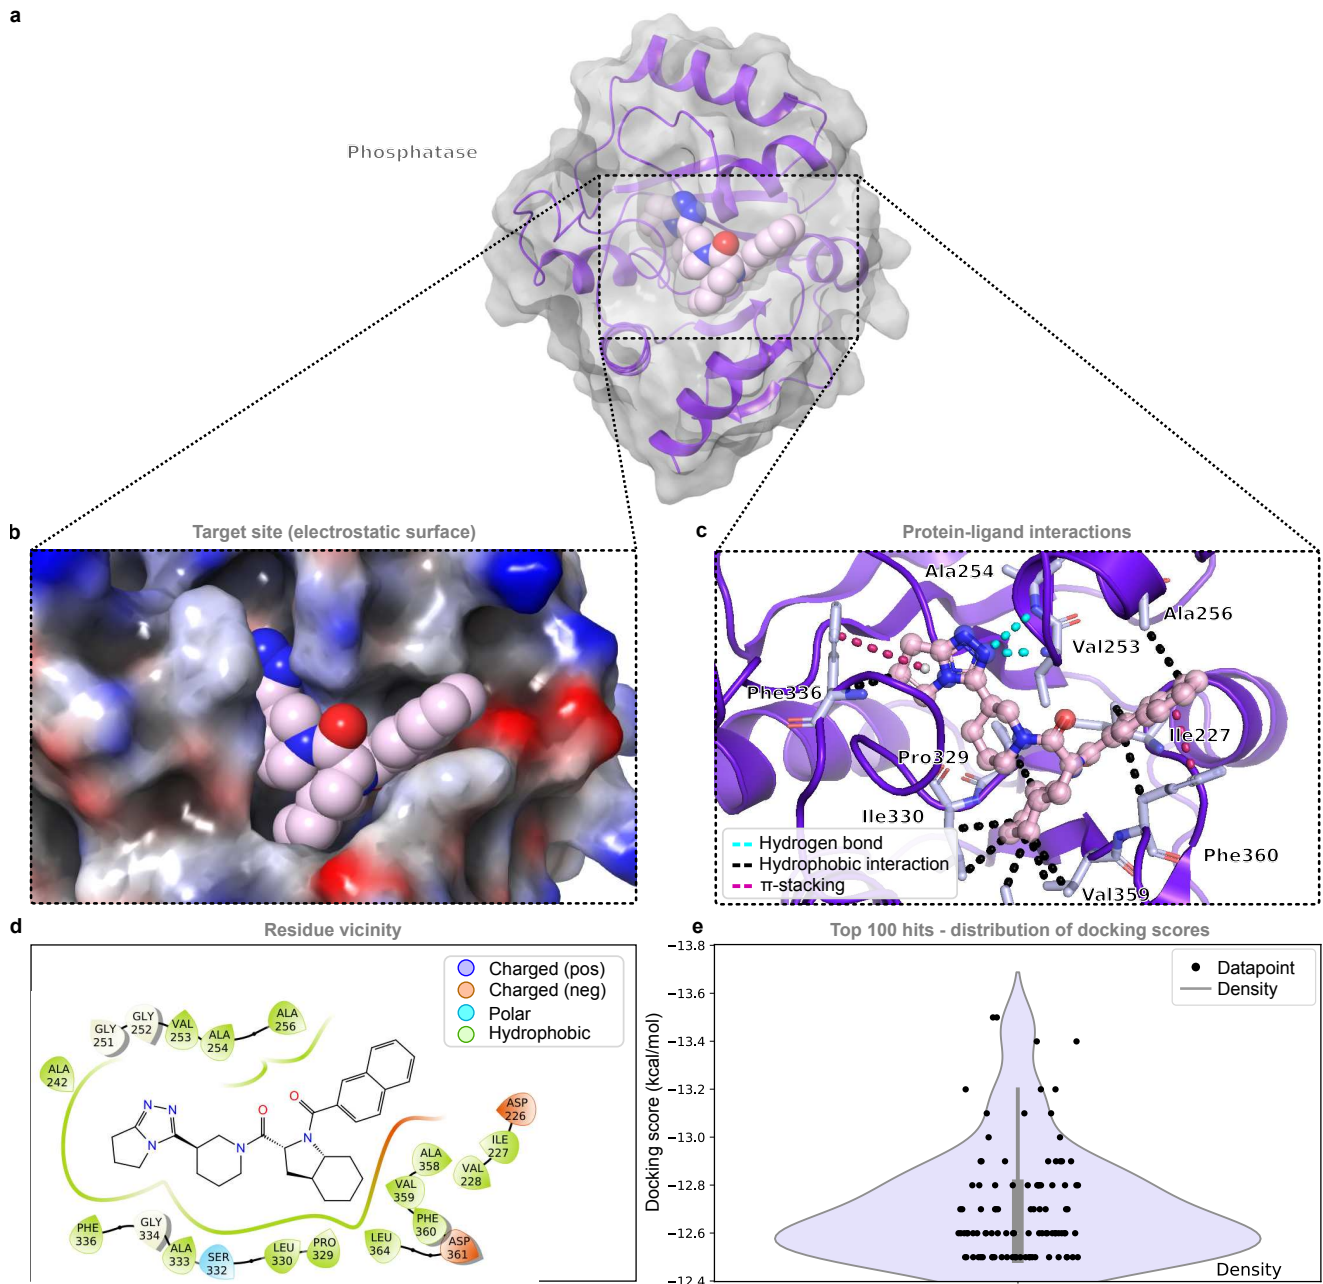 a
Phosphatase
b
Target site (electrostatic surface)
c
Protein-ligand interactions
Ala254
Ala256
Val253
Phe336
Ile227
Pro329
Ile330
Phe360
Val359
Hydrogen bond
Hydrophobic interaction
π-stacking
d
Residue vicinity
Charged (pos)
Charged (neg)
Polar
Hydrophobic
GLY
251
GLY
252
VAL
253
ALA
254
ALA
256
ALA
242
N
N
N
N
O
O
N
ASP
226
ILE
227
VAL
228
ALA
358
VAL
359
PHE
360
ASP
361
LEU
364
PHE
336
GLY
334
ALA
333
SER
332
LEU
330
PRO
329
e
Top 100 hits - distribution of docking scores
Docking score (kcal/mol)
−13.8
−13.6
−13.4
−13.2
−13.0
−12.8
−12.6
−12.4
Datapoint
Density
Density